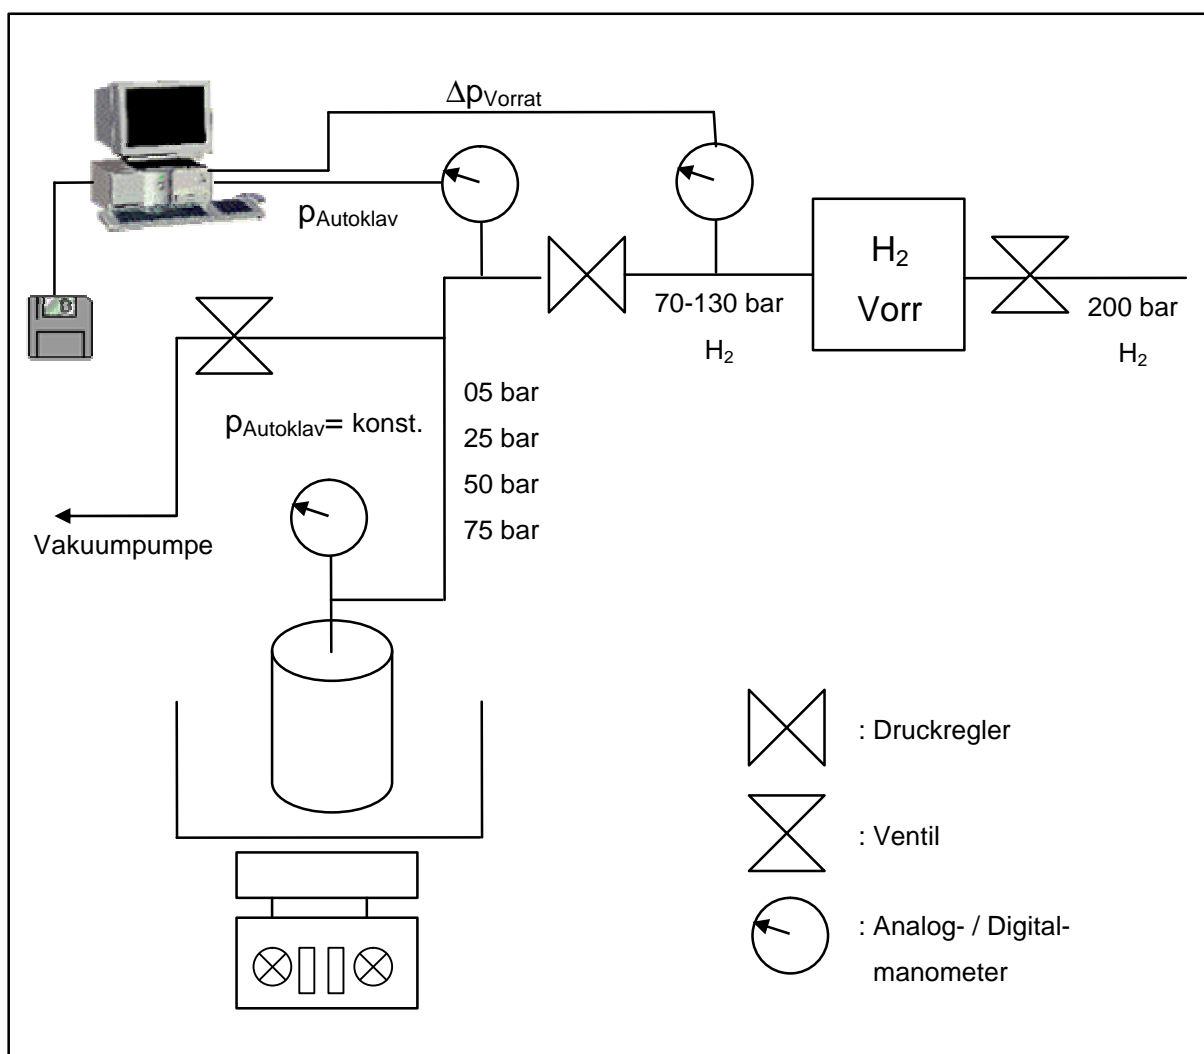 ΔpVorrat
pAutoklav
H2
Vorr
70-130 bar
H2
200 bar
H2
05 bar
25 bar
50 bar
75 bar
pAutoklav= konst.
Vakuumpumpe
: Druckregler
: Ventil
: Analog- / Digital-
manometer